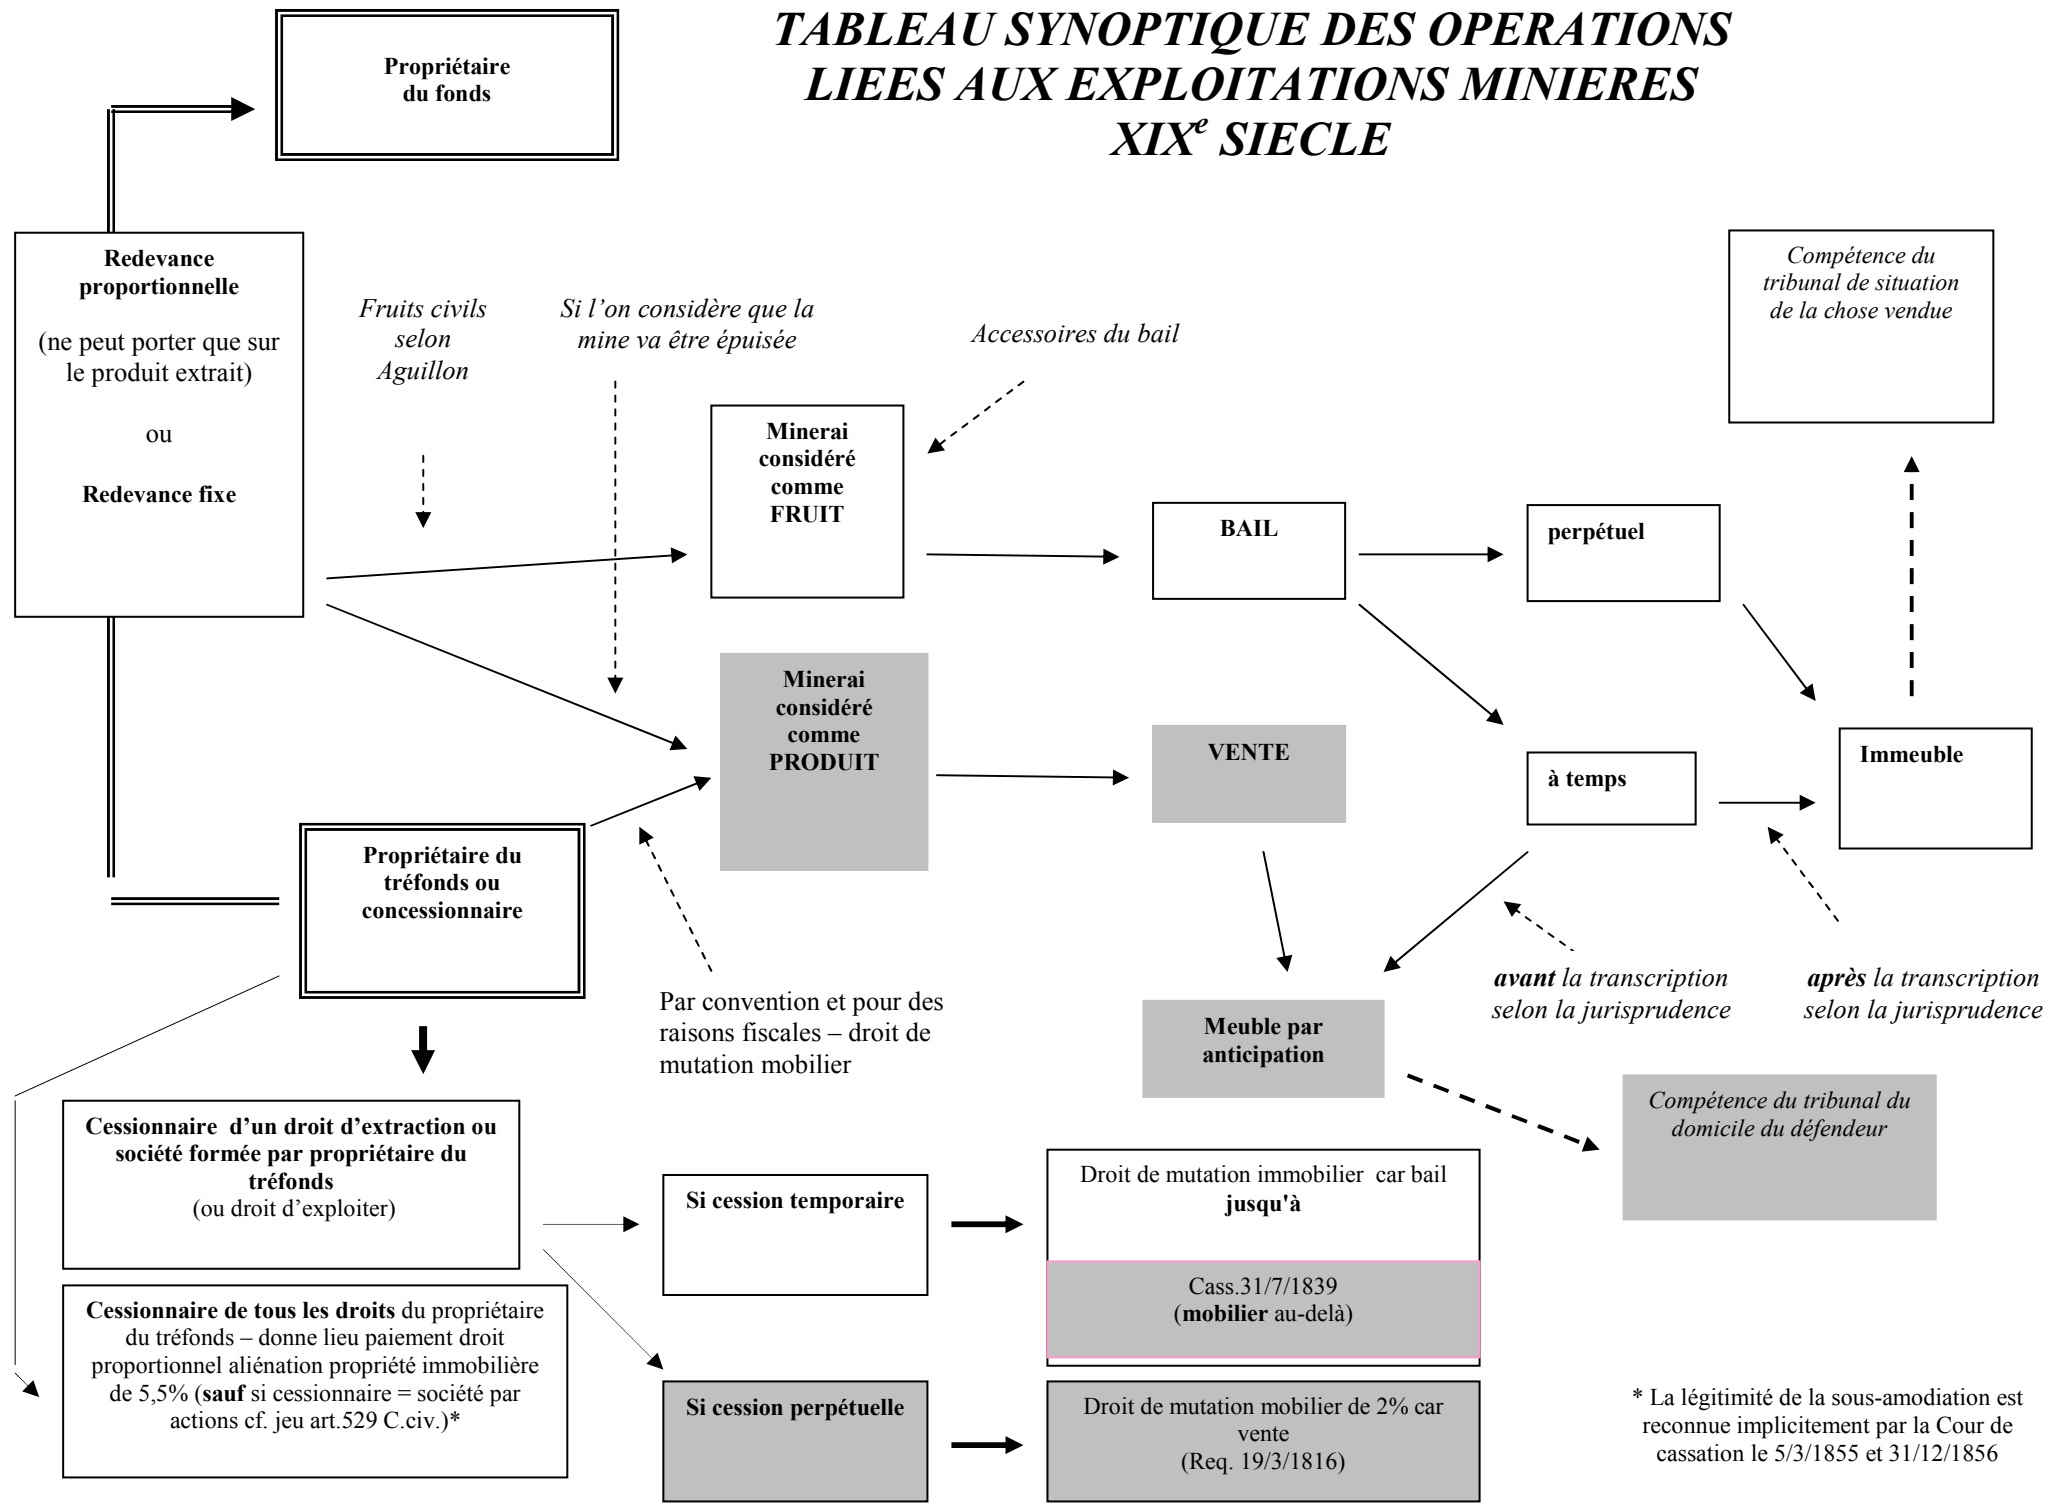 TABLEAU SYNOPTIQUE DES OPERATIONS
LIEES AUX EXPLOITATIONS MINIERES
XIXe SIECLE
Propriétaire
du fonds
Redevance
proportionnelle
(ne peut porter que sur
le produit extrait)
ou
Redevance fixe
Fruits civils
selon
Aguillon
Si l’on considère que la
mine va être épuisée
Accessoires du bail
Compétence du
tribunal de situation
de la chose vendue
Minerai
considéré
comme
FRUIT
BAIL
perpétuel
Minerai
considéré
comme
PRODUIT
VENTE
à temps
Immeuble
Propriétaire du
tréfonds ou
concessionnaire
Par convention et pour des
raisons fiscales – droit de
mutation mobilier
avant la transcription
selon la jurisprudence
après la transcription
selon la jurisprudence
Meuble par
anticipation
Compétence du tribunal du
domicile du défendeur
Cessionnaire d’un droit d’extraction ou
société formée par propriétaire du
tréfonds
(ou droit d’exploiter)
Si cession temporaire
Droit de mutation immobilier car bail
jusqu'à
Cass.31/7/1839
(mobilier au-delà)
Cessionnaire de tous les droits du propriétaire
du tréfonds – donne lieu paiement droit
proportionnel aliénation propriété immobilière
de 5,5% (sauf si cessionnaire = société par
actions cf. jeu art.529 C.civ.)*
Si cession perpétuelle
Droit de mutation mobilier de 2% car
vente
(Req. 19/3/1816)
* La légitimité de la sous-amodiation est
reconnue implicitement par la Cour de
cassation le 5/3/1855 et 31/12/1856